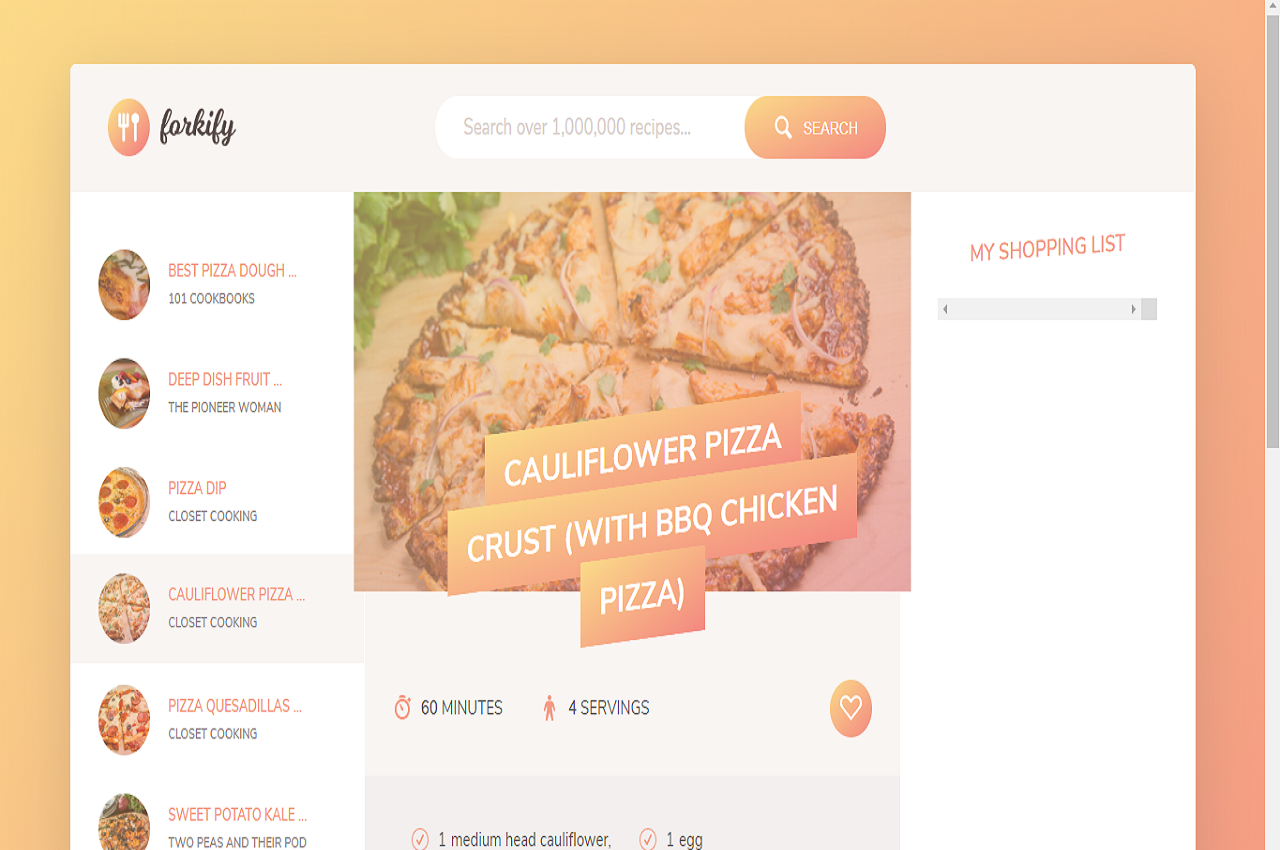 forkify
Search over 1,000,000 recipes...
SEARCH
BEST PIZZA DOUGH ...
101 COOKBOOKS
DEEP DISH FRUIT ...
THE PIONEER WOMAN
PIZZA DIP
CLOSET COOKING
CAULIFLOWER PIZZA ...
CLOSET COOKING
PIZZA QUESADILLAS ...
CLOSET COOKING
SWEET POTATO KALE ...
TWO PEAS AND THEIR POD
CAULIFLOWER PIZZA
CRUST (WITH BBQ CHICKEN
PIZZA)
60 MINUTES
4 SERVINGS
1 medium head cauliflower,
1 egg
MY SHOPPING LIST